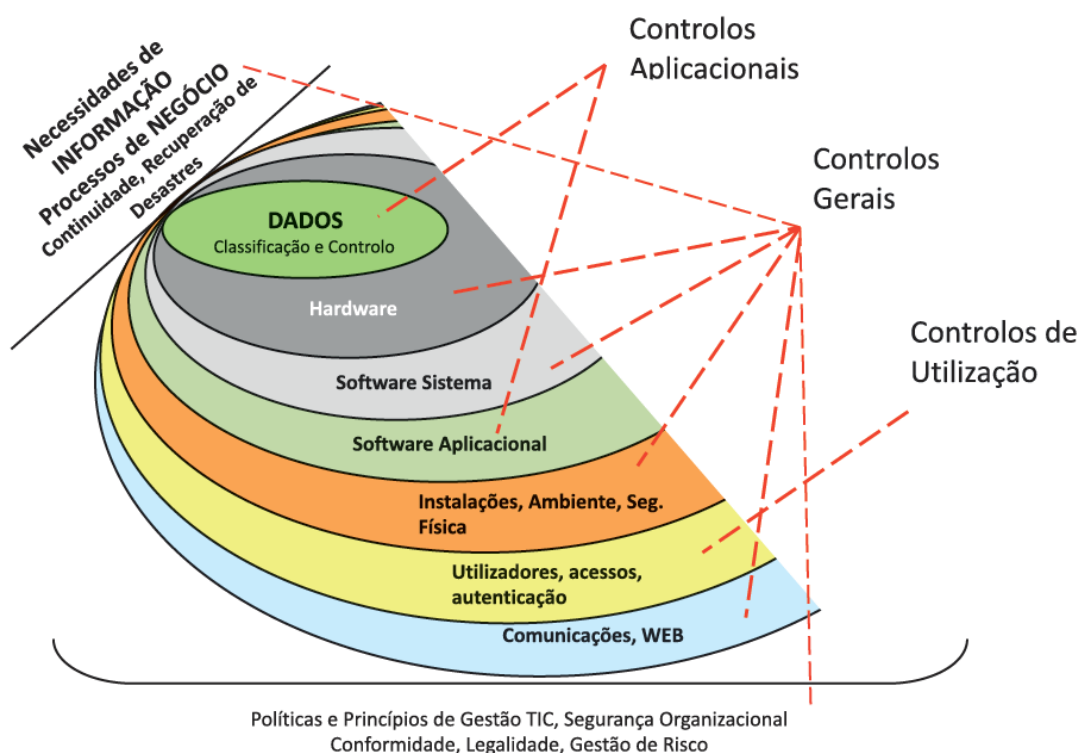 Necessidades de
INFORMAÇÃO
Processos de NEGÓCIO
Continuidade, Recuperação de
Desastres
Controlos
Aplicacionais
Controlos
Gerais
Controlos de
Utilização
DADOS
Classificação e Controlo
Hardware
Software Sistema
Software Aplicacional
Instalações, Ambiente, Seg.
Física
Utilizadores, acessos,
autenticação
Comunicações, WEB
Políticas e Princípios de Gestão TIC, Segurança Organizacional
Conformidade, Legalidade, Gestão de Risco